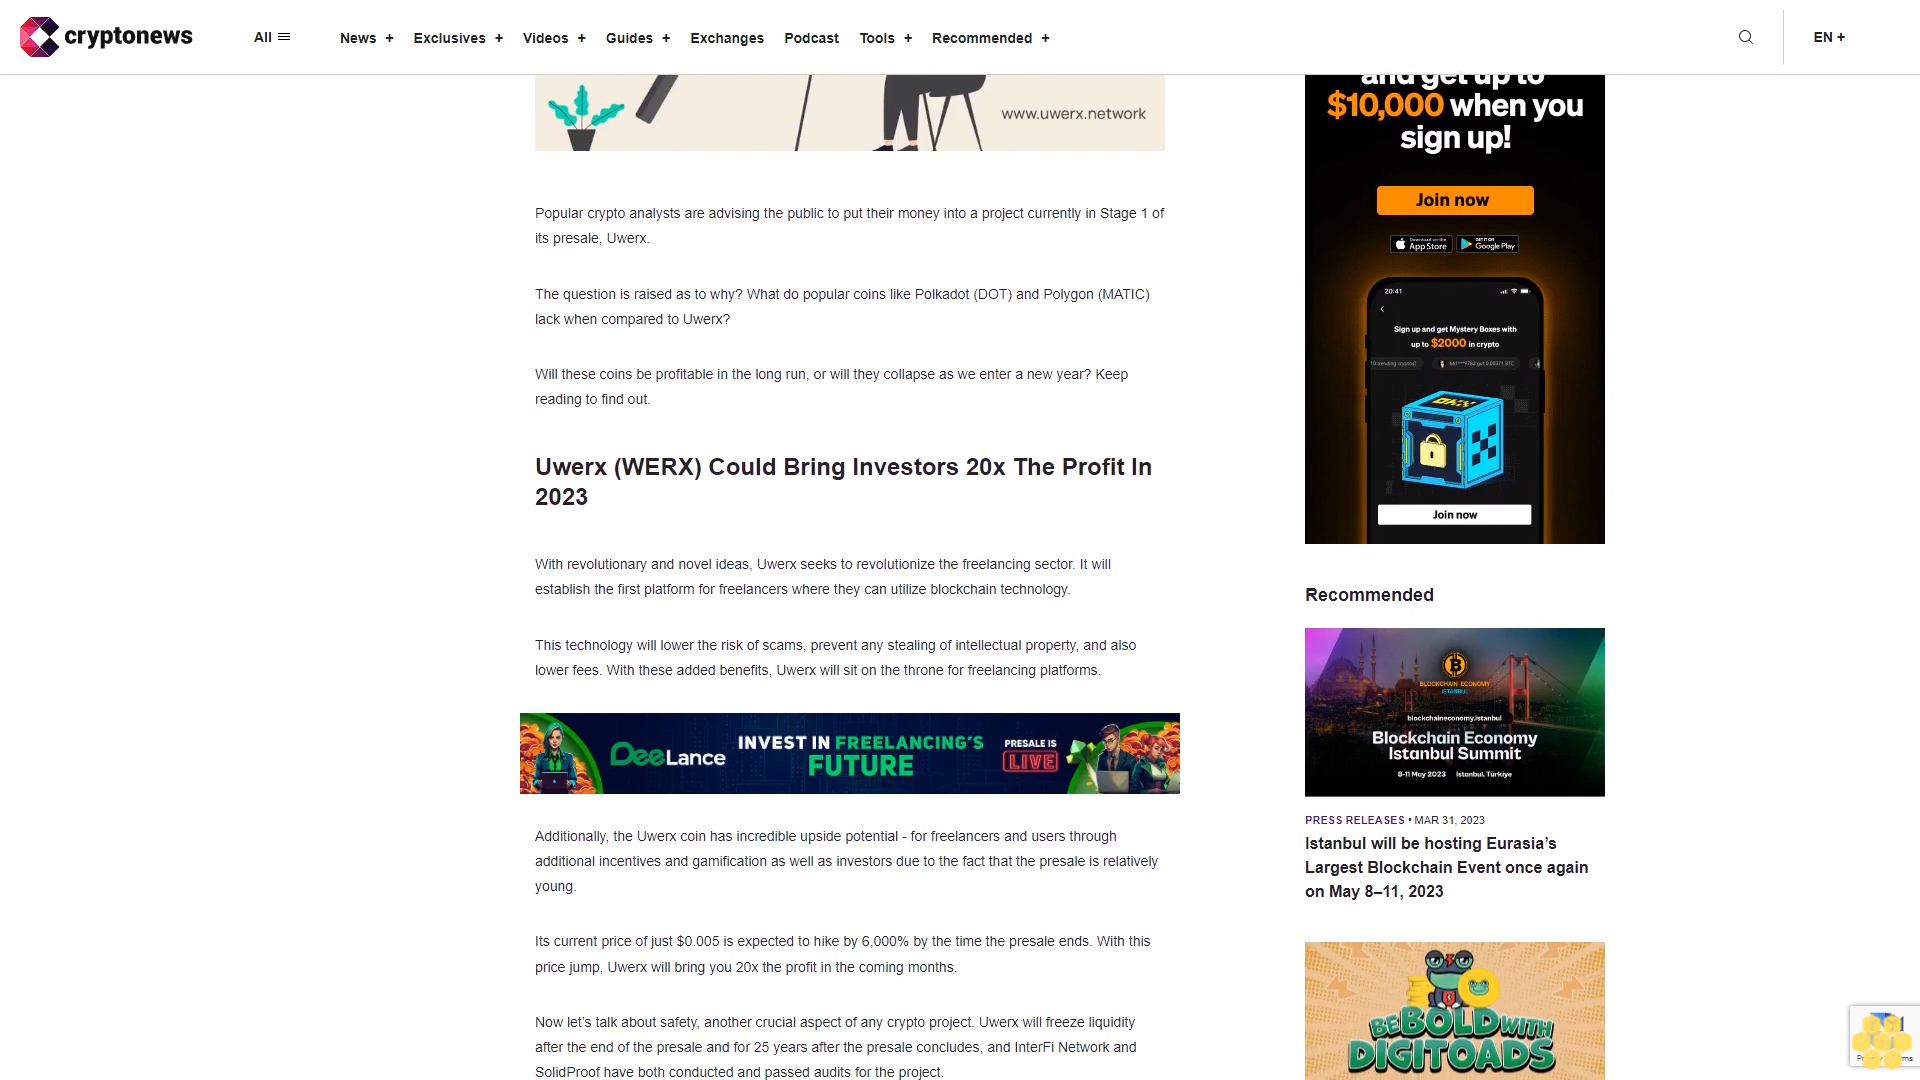 cryptonews
All
News +
Exclusives +
Videos +
Guides +
Exchanges
Podcast
Tools +
Recommended +
EN +
www.uwerx.network
Popular crypto analysts are advising the public to put their money into a project currently in Stage 1 of
its presale, Uwerx.
The question is raised as to why? What do popular coins like Polkadot (DOT) and Polygon (MATIC)
lack when compared to Uwerx?
Will these coins be profitable in the long run, or will they collapse as we enter a new year? Keep
reading to find out.
Uwerx (WERX) Could Bring Investors 20x The Profit In
2023
With revolutionary and novel ideas, Uwerx seeks to revolutionize the freelancing sector. It will
establish the first platform for freelancers where they can utilize blockchain technology.
This technology will lower the risk of scams, prevent any stealing of intellectual property, and also
lower fees. With these added benefits, Uwerx will sit on the throne for freelancing platforms.
DeeLance
INVEST IN FREELANCING'S
FUTURE
PRESALE IS
LIVE
Additionally, the Uwerx coin has incredible upside potential - for freelancers and users through
additional incentives and gamification as well as investors due to the fact that the presale is relatively
young.
Its current price of just $0.005 is expected to hike by 6,000% by the time the presale ends. With this
price jump, Uwerx will bring you 20x the profit in the coming months.
Now let's talk about safety, another crucial aspect of any crypto project. Uwerx will freeze liquidity
after the end of the presale and for 25 years after the presale concludes, and InterFi Network and
SolidProof have both conducted and passed audits for the project.
and get up to
$10,000 when you
sign up!
Join now
Download on the
App Store
GET IT ON
Google Play
20:41
Sign up and get Mystery Boxes with
up to $2000 in crypto
Join now
Recommended
BLOCKCHAIN ECONOMY
ISTANBUL
blockchaineconomy.istanbul
Blockchain Economy
Istanbul Summit
8-11 May 2023 Istanbul, Türkiye
PRESS RELEASES • MAR 31, 2023
Istanbul will be hosting Eurasia's
Largest Blockchain Event once again
on May 8–11, 2023
BE BOLD WITH
DIGITOADS